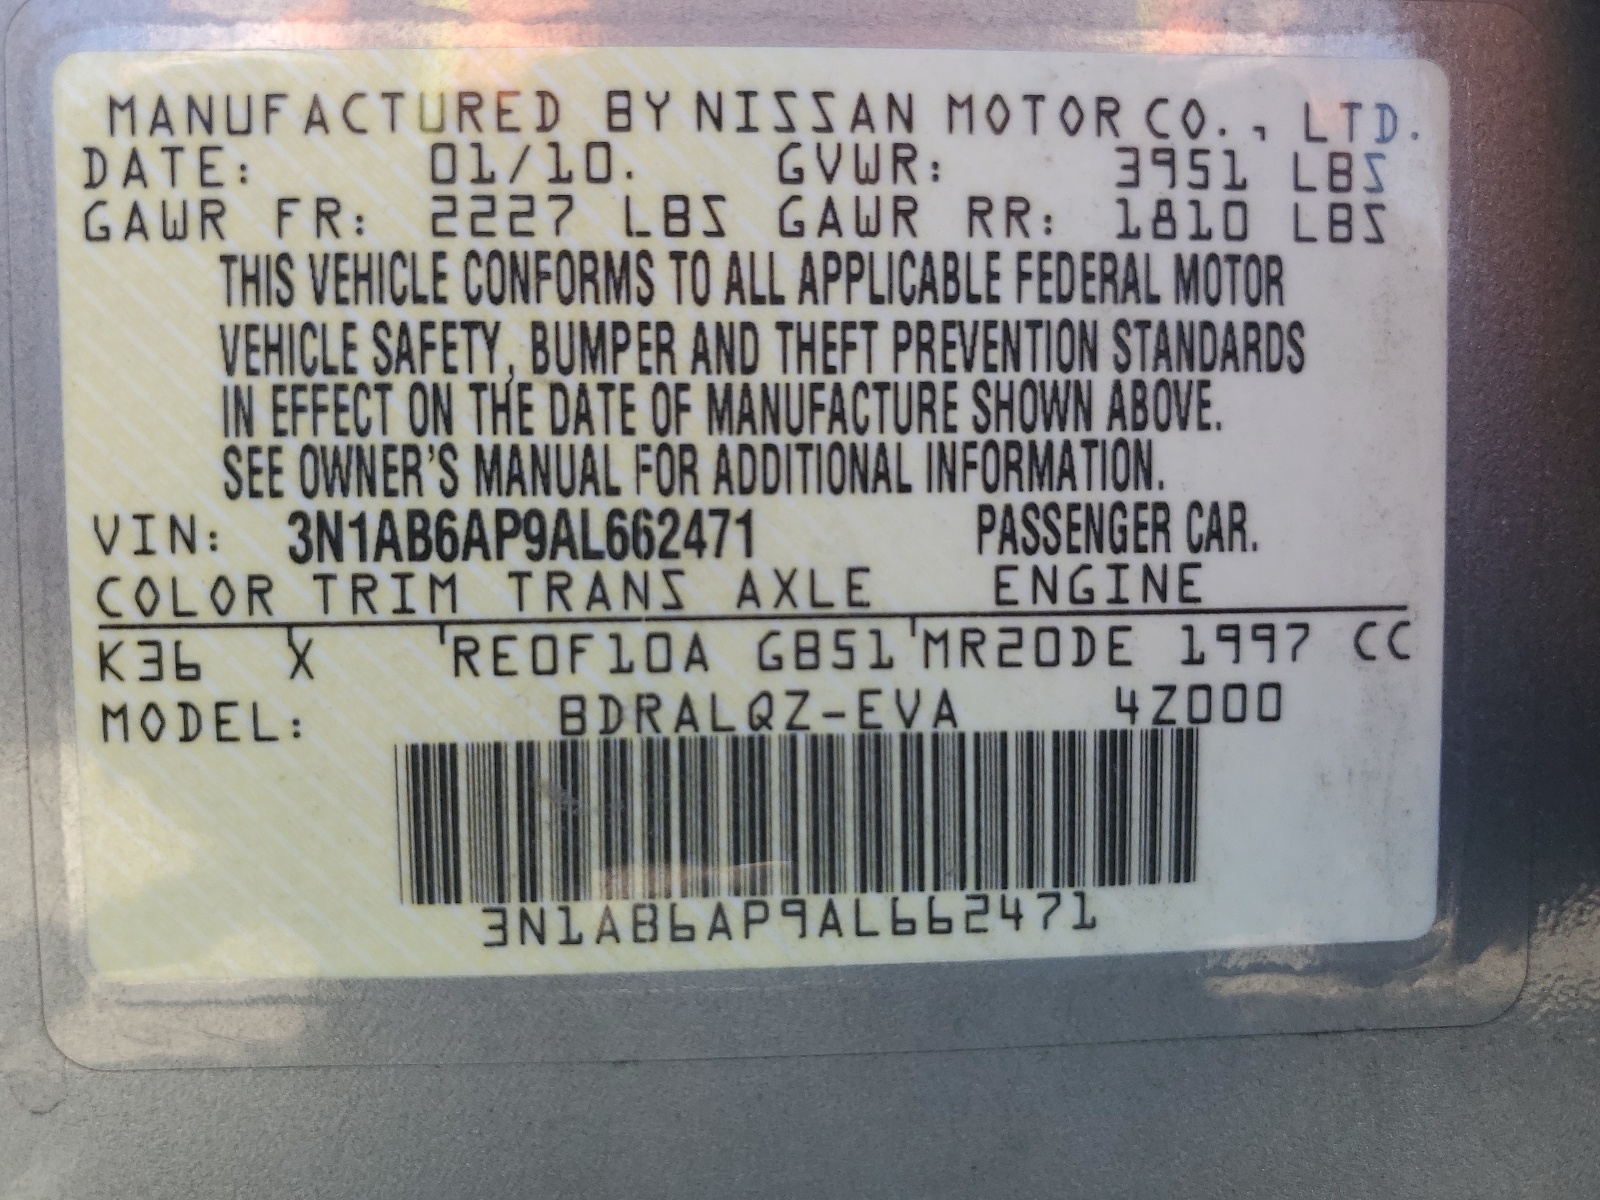 MANUFACTURED BY NISSAN MOTOR CO., LTD.
DATE: 01/10. GVWR: 3951 LBS
GAWR FR: 2227 LBS GAWR RR: 1810 LBS
THIS VEHICLE CONFORMS TO ALL APPLICABLE FEDERAL MOTOR
VEHICLE SAFETY, BUMPER AND THEFT PREVENTION STANDARDS
IN EFFECT ON THE DATE OF MANUFACTURE SHOWN ABOVE.
SEE OWNER'S MANUAL FOR ADDITIONAL INFORMATION.
VIN: 3N1AB6AP9AL662471 PASSENGER CAR.
COLOR TRIM TRANS AXLE ENGINE
K36 X RE0F10A GB51 MR20DE 1997 CC
MODEL: BDRALQZ-EVA 4Z000
3N1AB6AP9AL662471